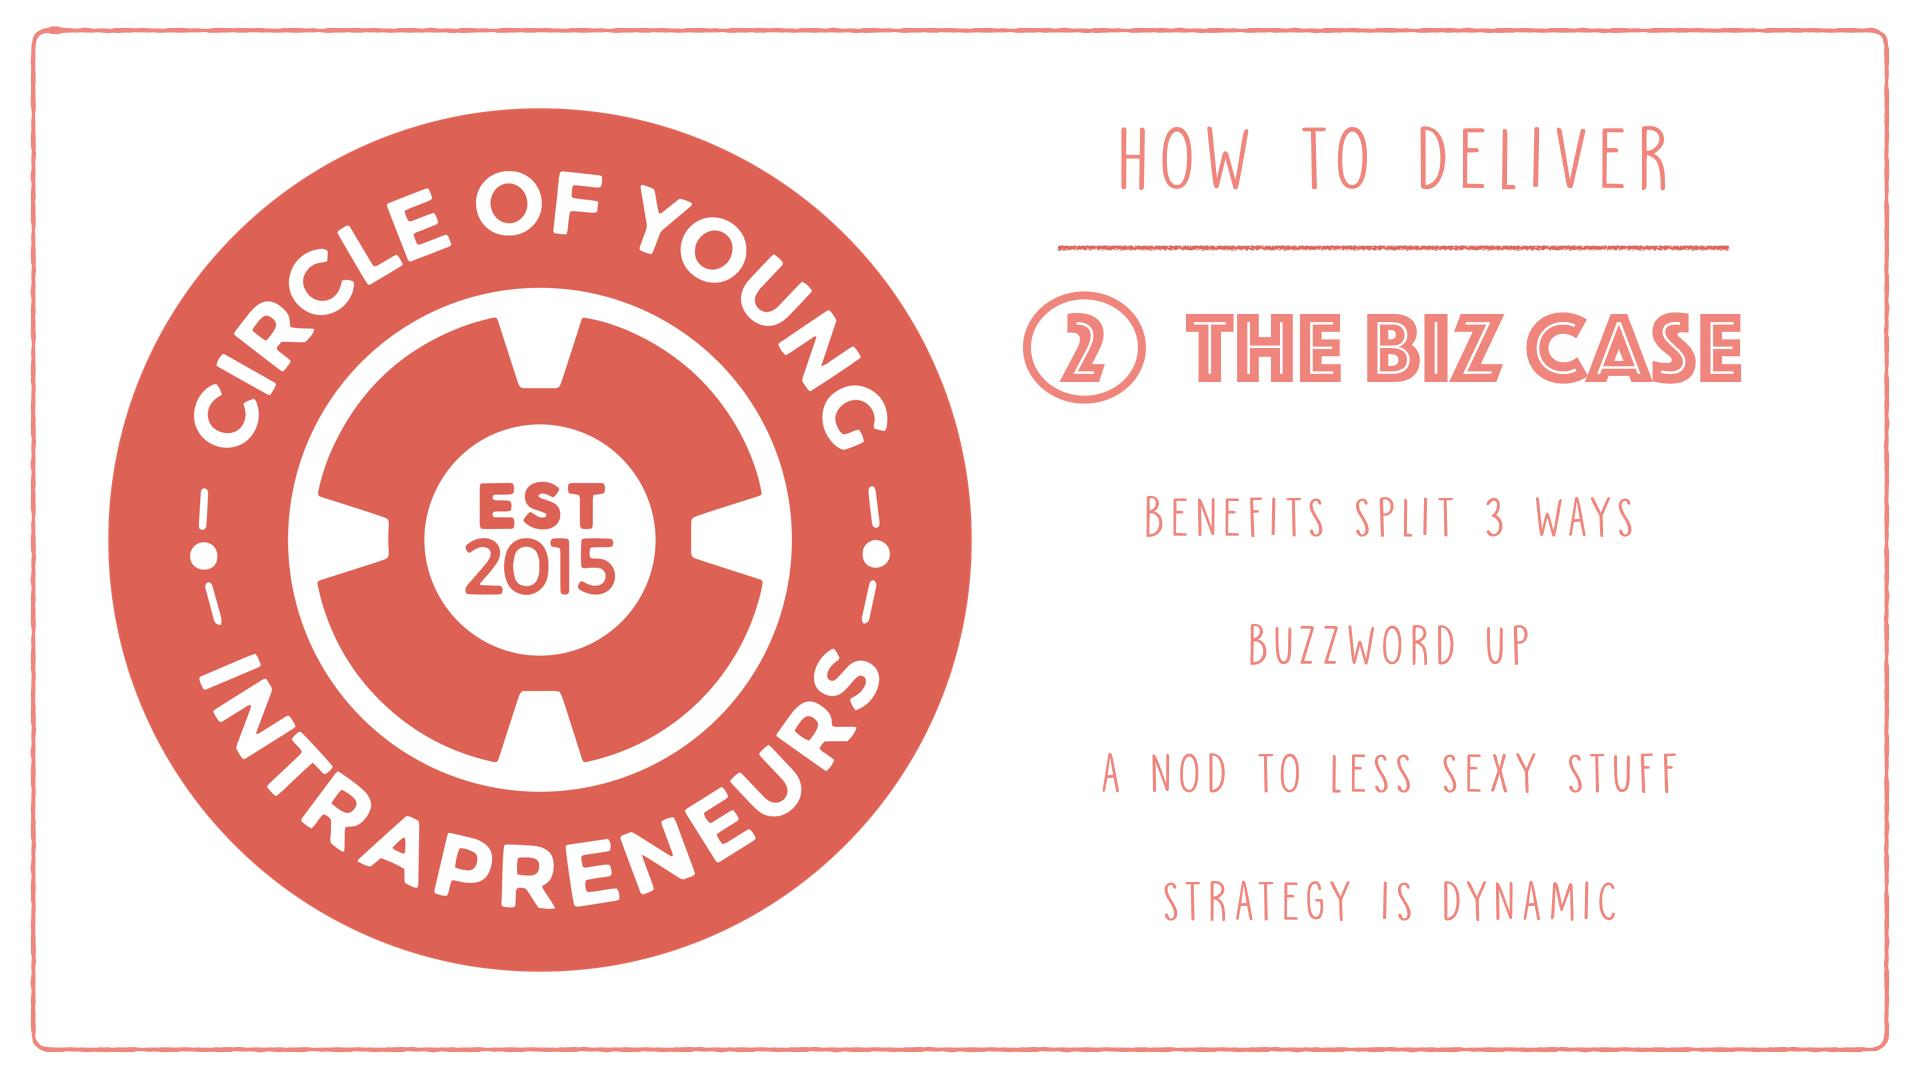 CIRCLE OF YOUNG
EST
2015
INTRAPRENEURS
HOW TO DELIVER
2 THE BIZ CASE
BENEFITS SPLIT 3 WAYS
BUZZWORD UP
A NOD TO LESS SEXY STUFF
STRATEGY IS DYNAMIC